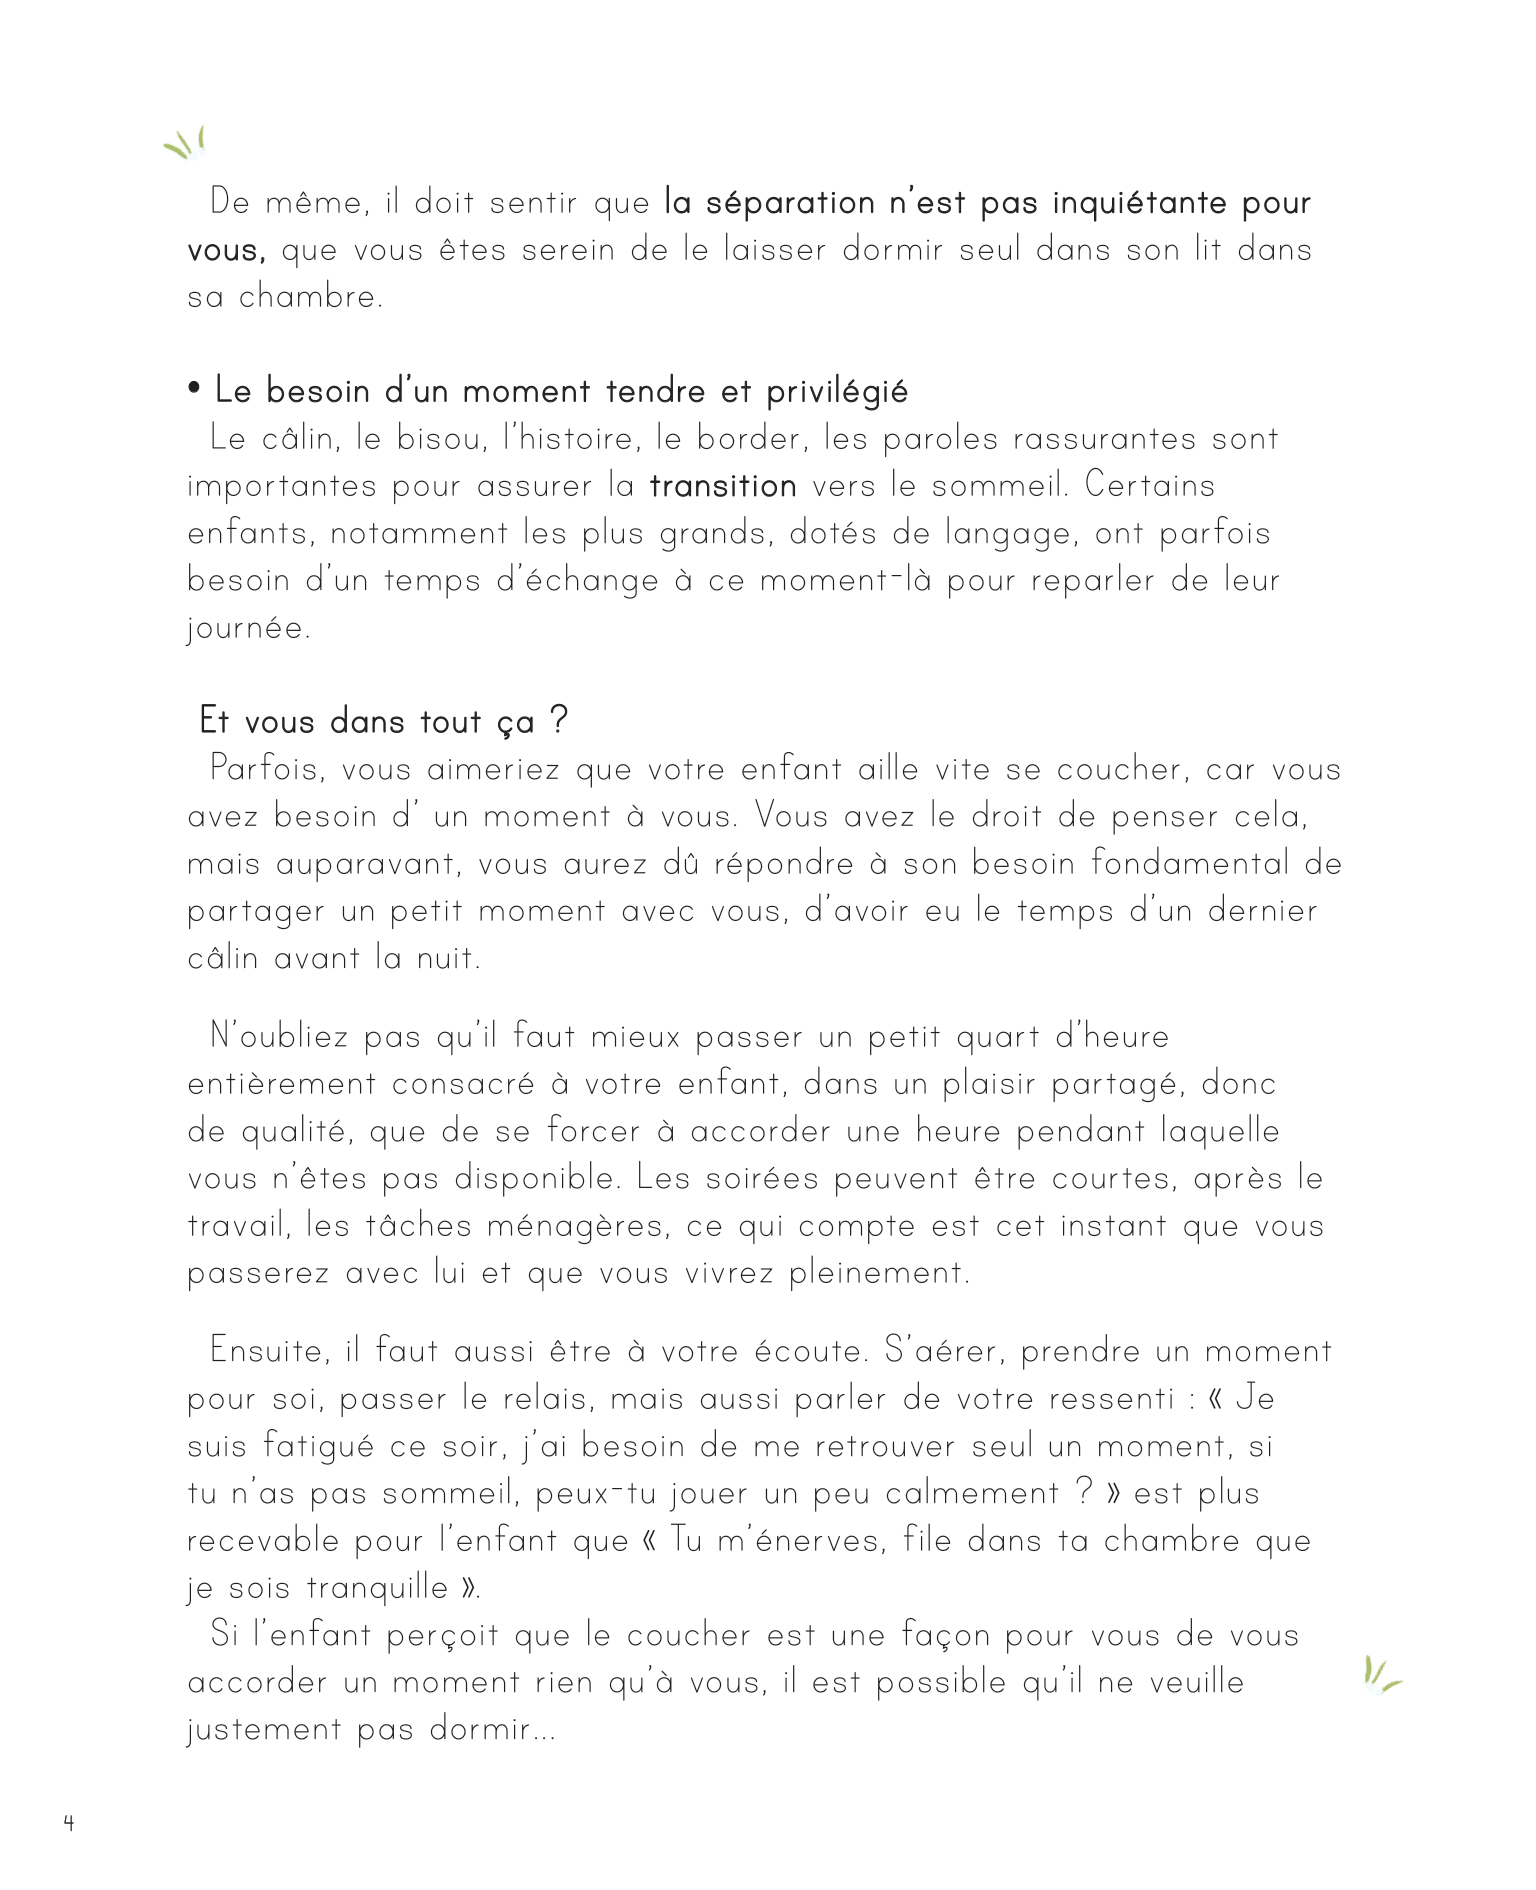 De même, il doit sentir que la séparation n’est pas inquiétante pour
vous, que vous êtes serein de le laisser dormir seul dans son lit dans
sa chambre.
• Le besoin d’un moment tendre et privilégié
Le câlin, le bisou, l’histoire, le border, les paroles rassurantes sont
importantes pour assurer la transition vers le sommeil. Certains
enfants, notamment les plus grands, dotés de langage, ont parfois
besoin d’un temps d’échange à ce moment-là pour reparler de leur
journée.
Et vous dans tout ça ?
Parfois, vous aimeriez que votre enfant aille vite se coucher, car vous
avez besoin d’ un moment à vous. Vous avez le droit de penser cela,
mais auparavant, vous aurez dû répondre à son besoin fondamental de
partager un petit moment avec vous, d’avoir eu le temps d’un dernier
câlin avant la nuit.
N’oubliez pas qu’il faut mieux passer un petit quart d’heure
entièrement consacré à votre enfant, dans un plaisir partagé, donc
de qualité, que de se forcer à accorder une heure pendant laquelle
vous n’êtes pas disponible. Les soirées peuvent être courtes, après le
travail, les tâches ménagères, ce qui compte est cet instant que vous
passerez avec lui et que vous vivrez pleinement.
Ensuite, il faut aussi être à votre écoute. S’aérer, prendre un moment
pour soi, passer le relais, mais aussi parler de votre ressenti : « Je
suis fatigué ce soir, j’ai besoin de me retrouver seul un moment, si
tu n’as pas sommeil, peux-tu jouer un peu calmement ? » est plus
recevable pour l’enfant que « Tu m’énerves, file dans ta chambre que
je sois tranquille ».
Si l’enfant perçoit que le coucher est une façon pour vous de vous
accorder un moment rien qu’à vous, il est possible qu’il ne veuille
justement pas dormir...
4